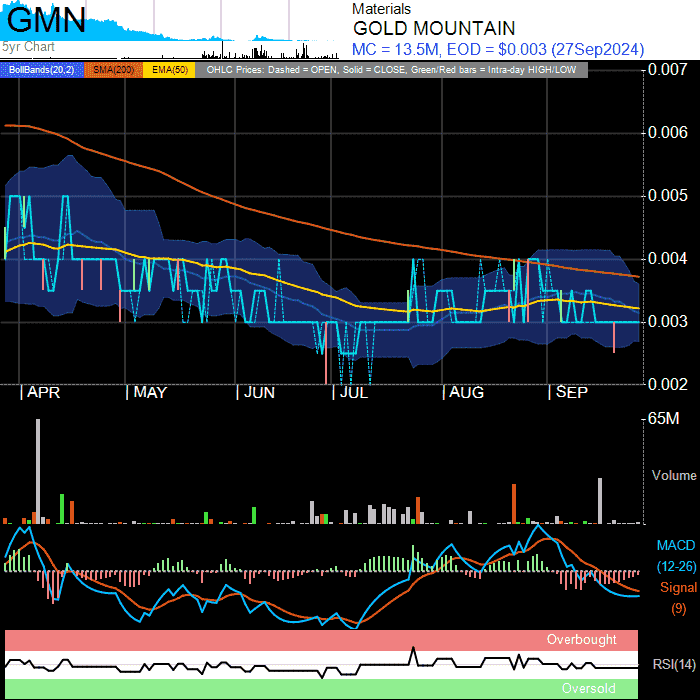 GMN
5yr Chart
Materials
GOLD MOUNTAIN
MC = 13.5M, EOD = $0.003 (27Sep2024)
BollBands(20,2) SMA(200) EMA(50) OHLC Prices: Dashed = OPEN, Solid = CLOSE, Green/Red bars = Intra-day HIGH/LOW
0.007
0.006
0.005
0.004
0.003
0.002
APR MAY JUN JUL AUG SEP
65M
Volume
MACD
(12-26)
Signal
(9)
Overbought
RSI(14)
Oversold